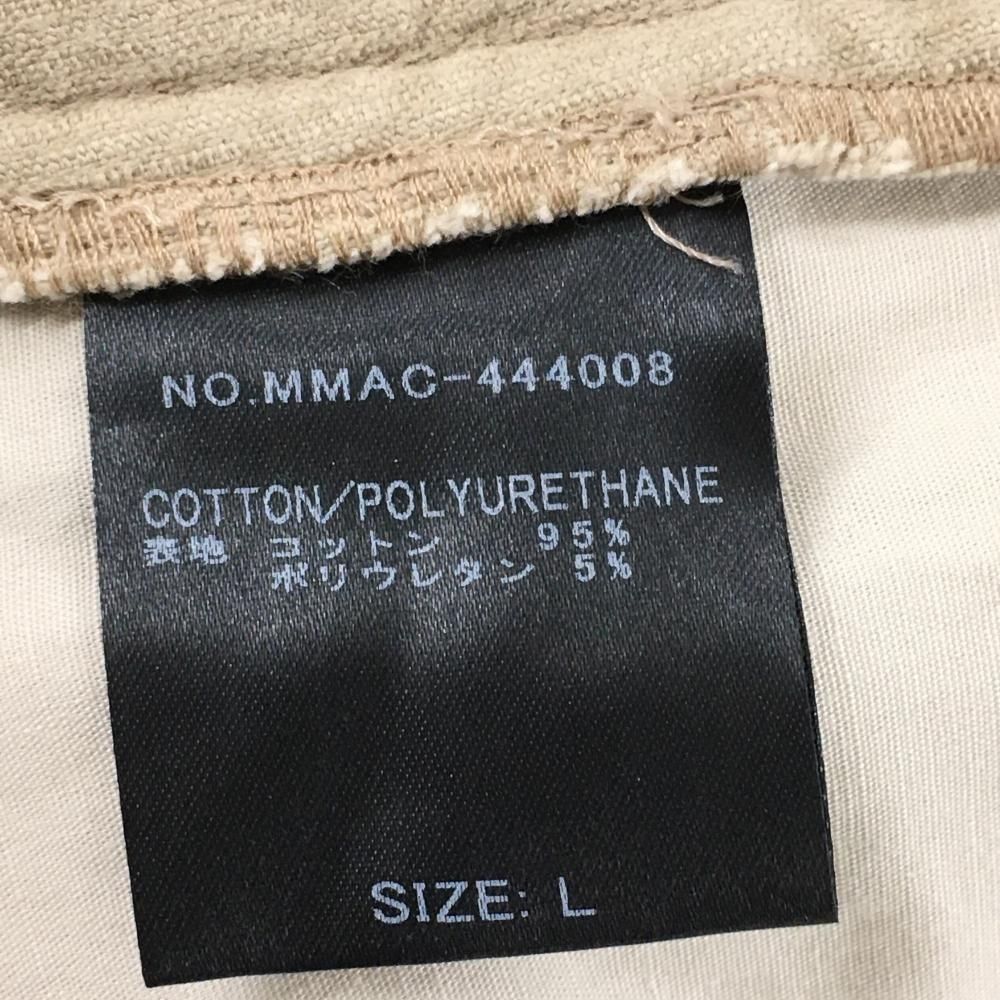 NO.MMAC-444008
COTTON/POLYURETHANE
表地 コットン 95%
ポリウレタン 5%
SIZE: L